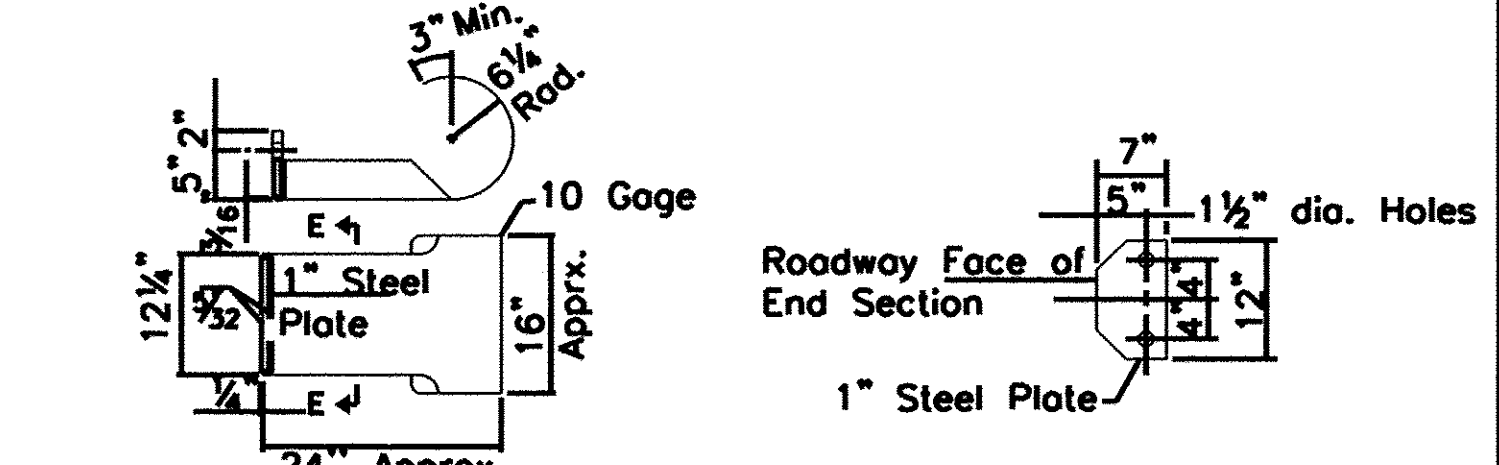 3" Min.
6¼"
Rad.
2"
5"
3/16
10 Gage
E
12¼"
1" Steel
Plate
5/32
16"
Apprx.
¼"
E
24" Approx.
7"
5"
1½" dia. Holes
Roadway Face of
End Section
4"
4"
12"
1" Steel Plate